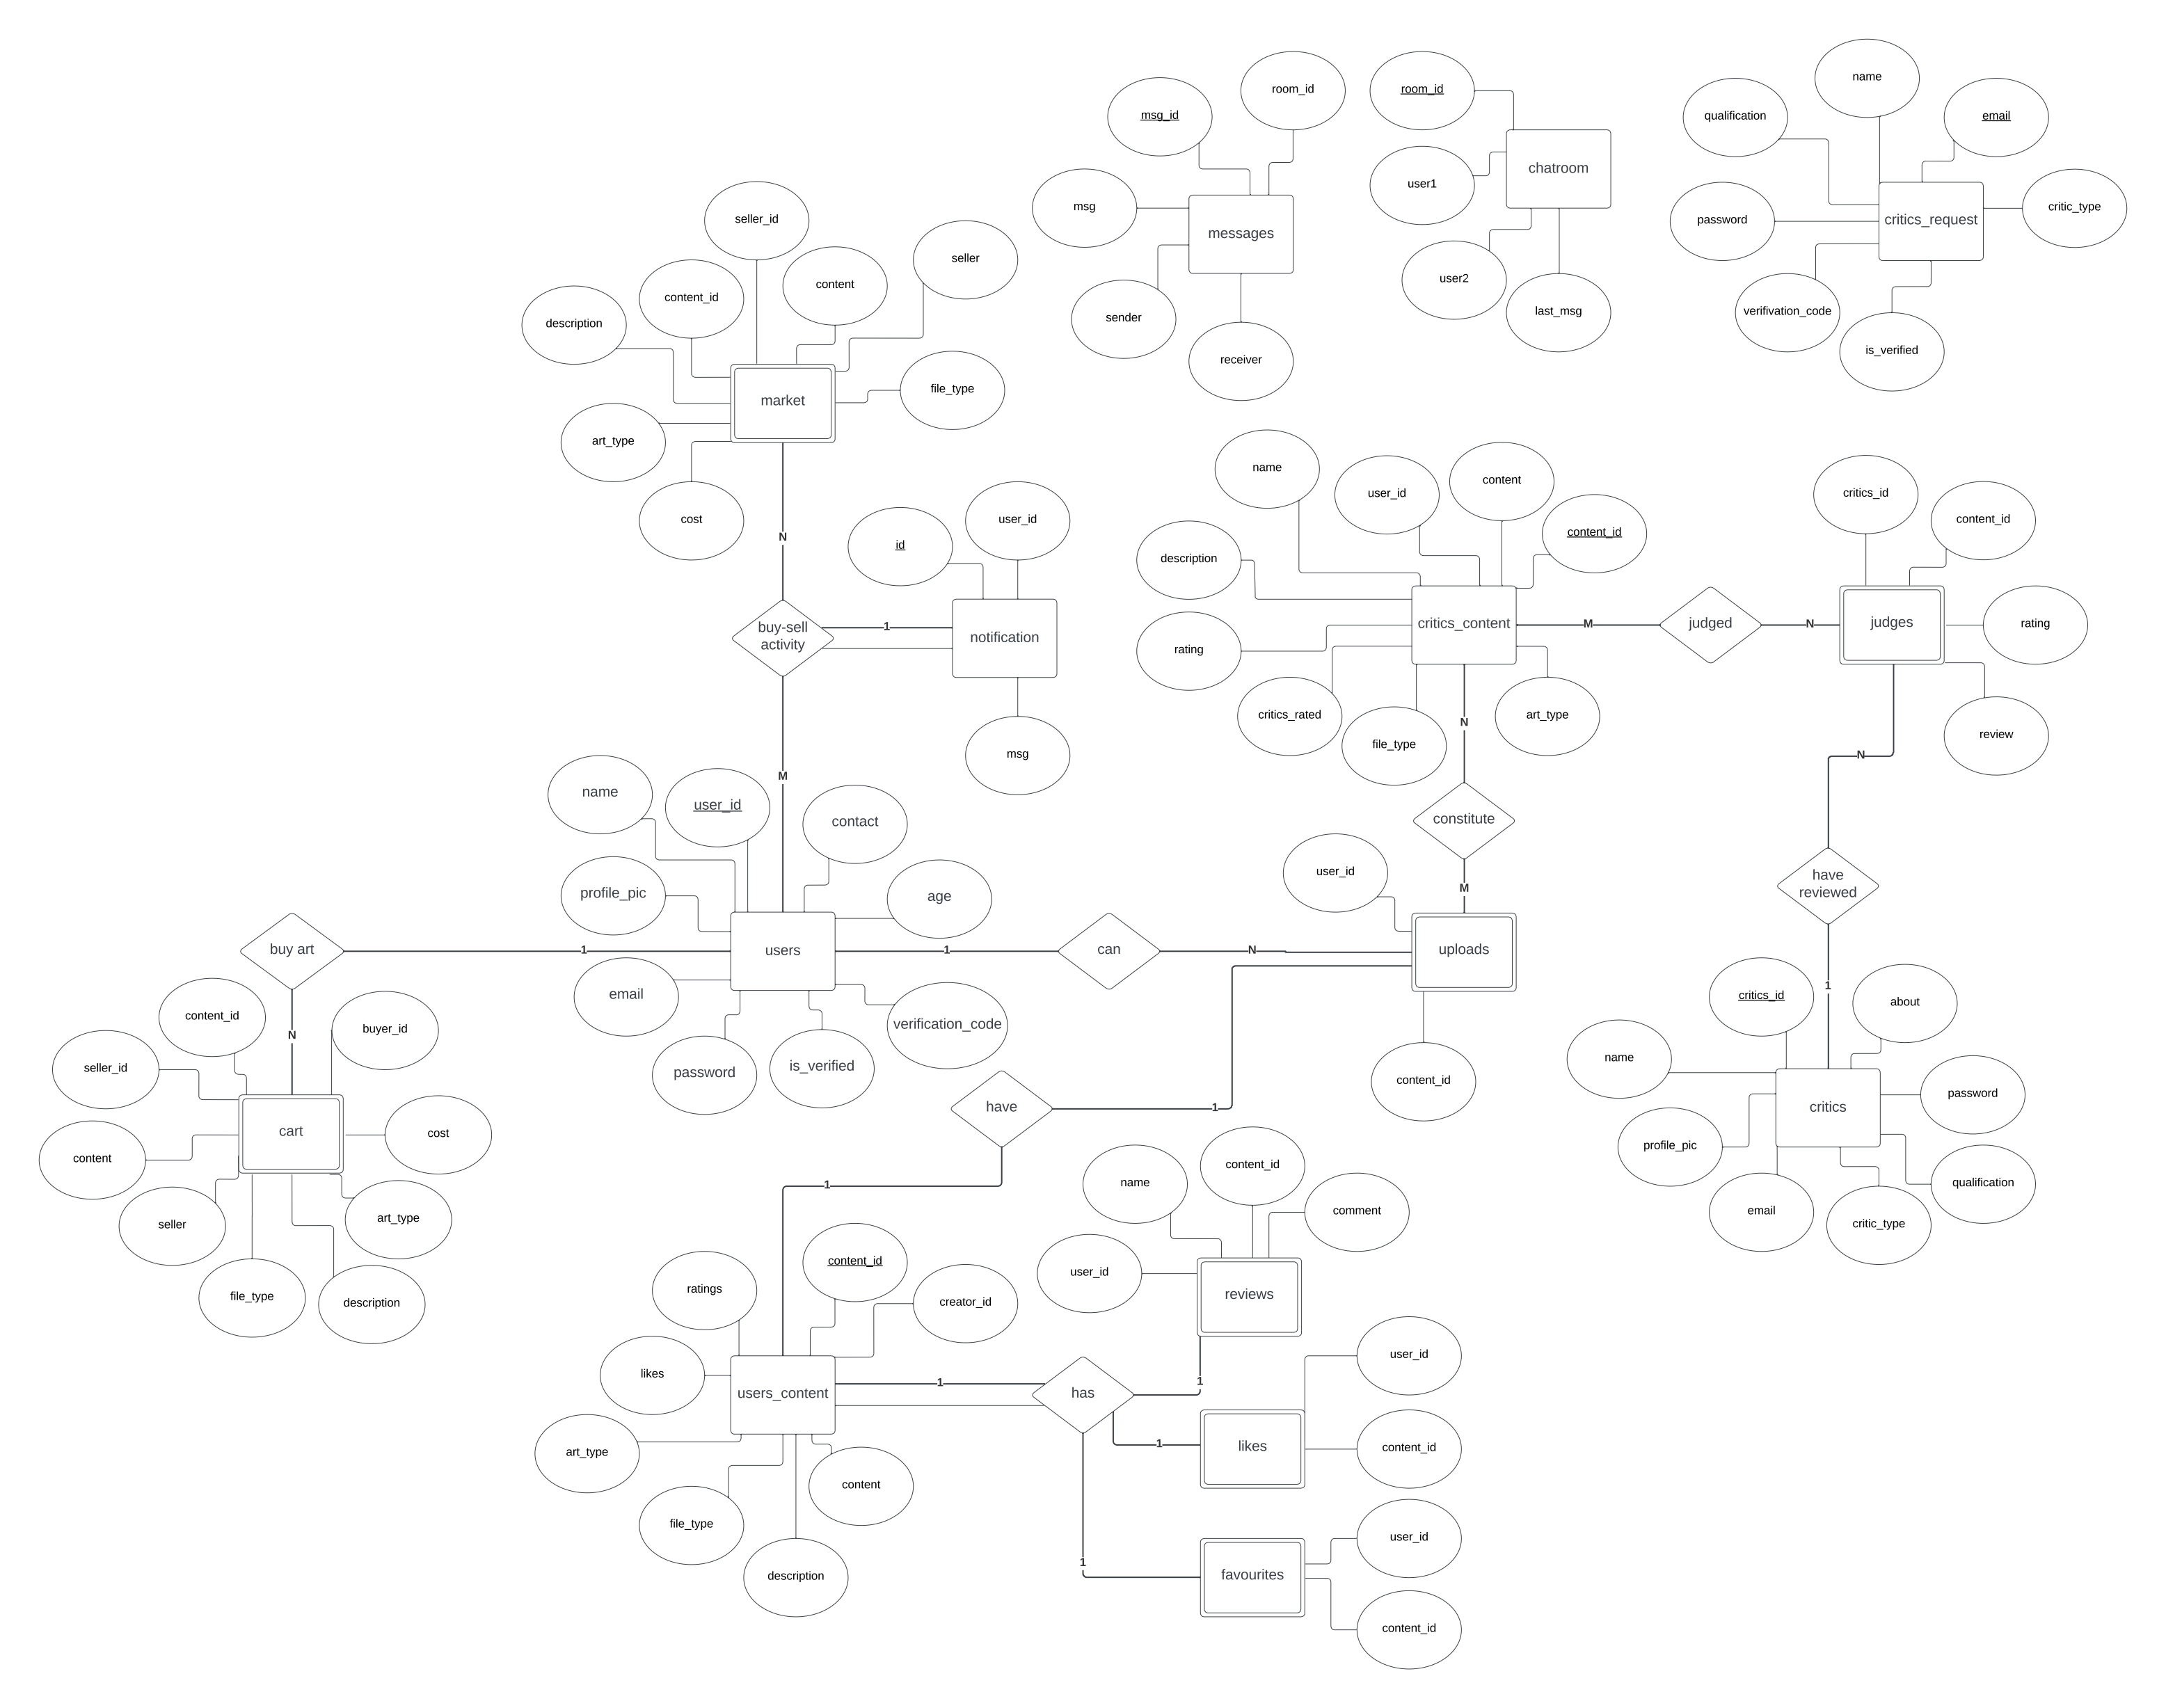 name
msg_id
room_id
room_id
qualification
email
chatroom
user1
msg
messages
password
critics_request
critic_type
seller_id
seller
user2
last_msg
verifivation_code
is_verified
sender
receiver
content_id
content
description
market
file_type
art_type
cost
N
name
user_id
content
content_id
critics_id
content_id
id
user_id
description
buy-sell
activity
1
notification
rating
critics_content
M
judged
N
judges
rating
critics_rated
file_type
art_type
N
review
msg
N
M
name
user_id
contact
constitute
profile_pic
age
user_id
M
have
reviewed
buy art
1
users
1
can
N
uploads
email
verification_code
password
is_verified
content_id
1
critics_id
about
name
critics
password
profile_pic
qualification
email
critic_type
N
content_id
buyer_id
seller_id
cart
cost
content
seller
art_type
file_type
description
have
1
1
name
content_id
comment
user_id
reviews
ratings
content_id
creator_id
likes
users_content
1
has
1
user_id
art_type
1
likes
content_id
file_type
content
description
1
favourites
user_id
content_id